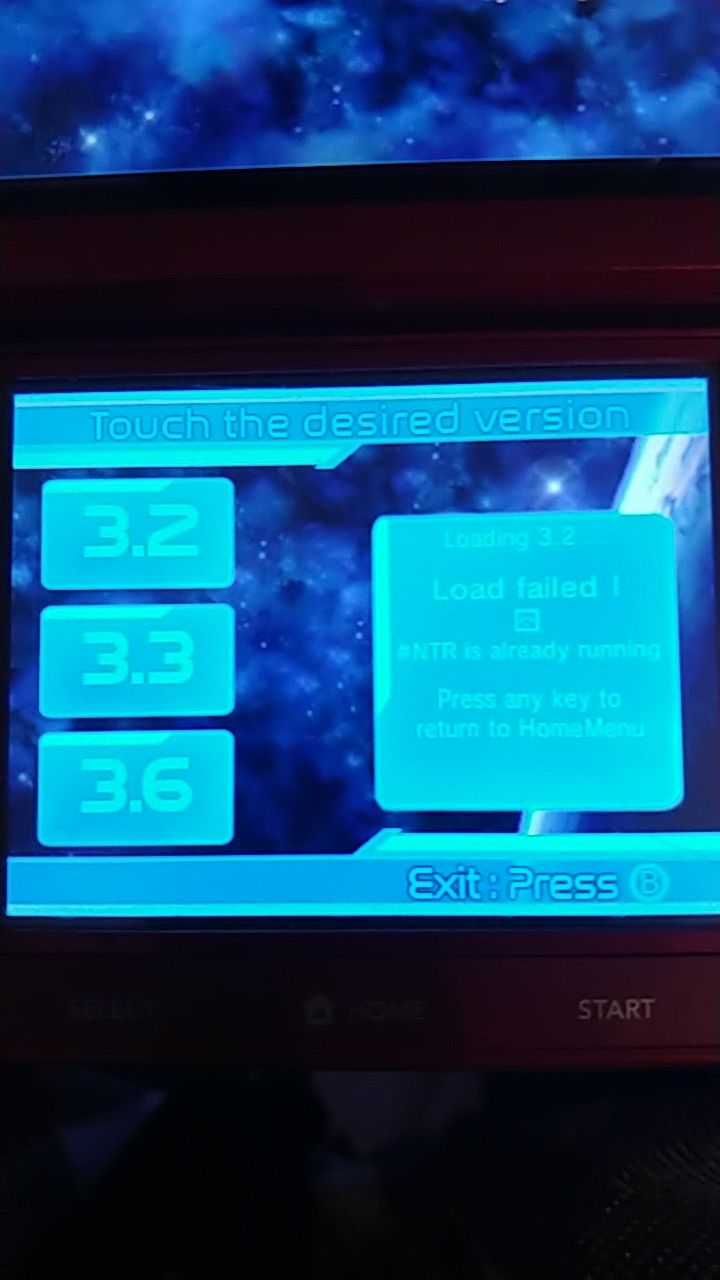 Touch the desired version
3.2
3.3
3.6
Loading 3.2...
Load failed !
#NTR is already running
Press any key to
return to HomeMenu
Exit : Press B
SELECT
HOME
START